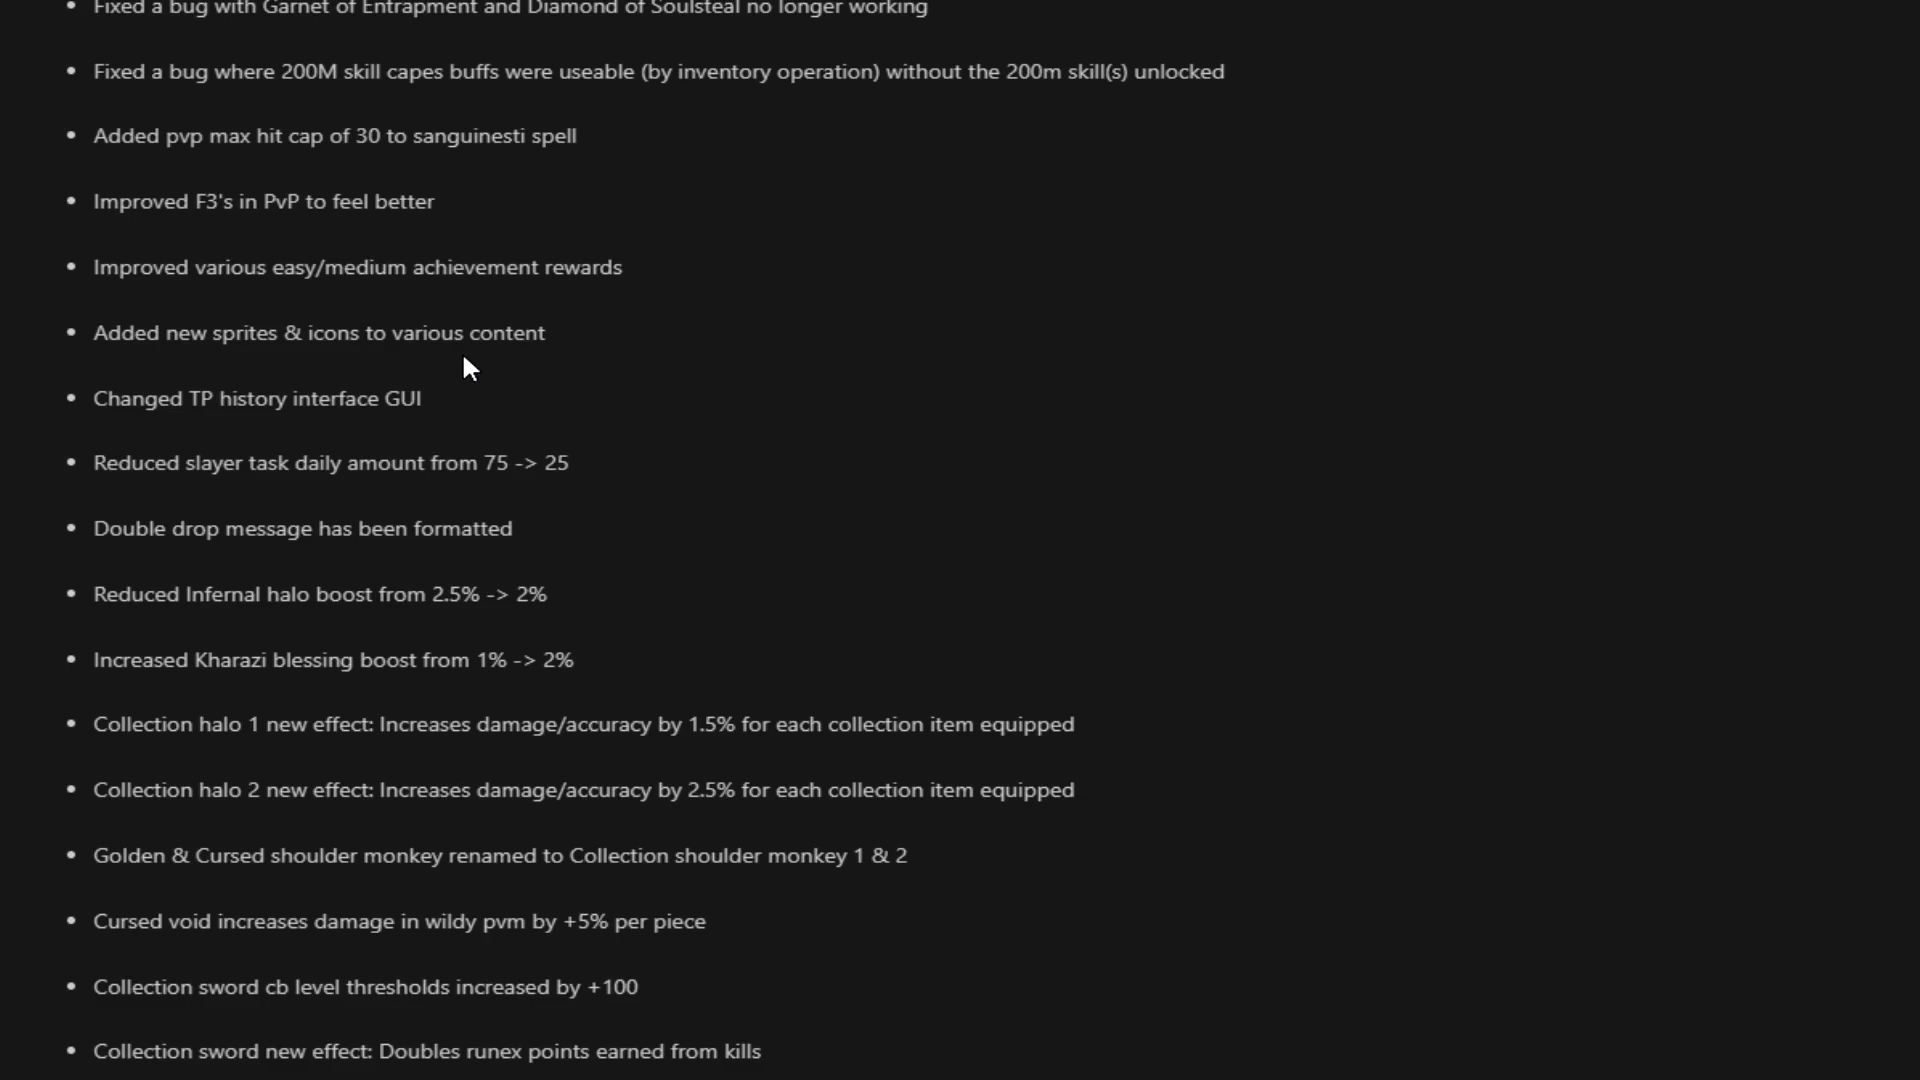 • Fixed a bug with Garnet of Entrapment and Diamond of Soulsteal no longer working
• Fixed a bug where 200M skill capes buffs were useable (by inventory operation) without the 200m skill(s) unlocked
• Added pvp max hit cap of 30 to sanguinesti spell
• Improved F3's in PvP to feel better
• Improved various easy/medium achievement rewards
• Added new sprites & icons to various content
• Changed TP history interface GUI
• Reduced slayer task daily amount from 75 -> 25
• Double drop message has been formatted
• Reduced Infernal halo boost from 2.5% -> 2%
• Increased Kharazi blessing boost from 1% -> 2%
• Collection halo 1 new effect: Increases damage/accuracy by 1.5% for each collection item equipped
• Collection halo 2 new effect: Increases damage/accuracy by 2.5% for each collection item equipped
• Golden & Cursed shoulder monkey renamed to Collection shoulder monkey 1 & 2
• Cursed void increases damage in wildy pvm by +5% per piece
• Collection sword cb level thresholds increased by +100
• Collection sword new effect: Doubles runex points earned from kills